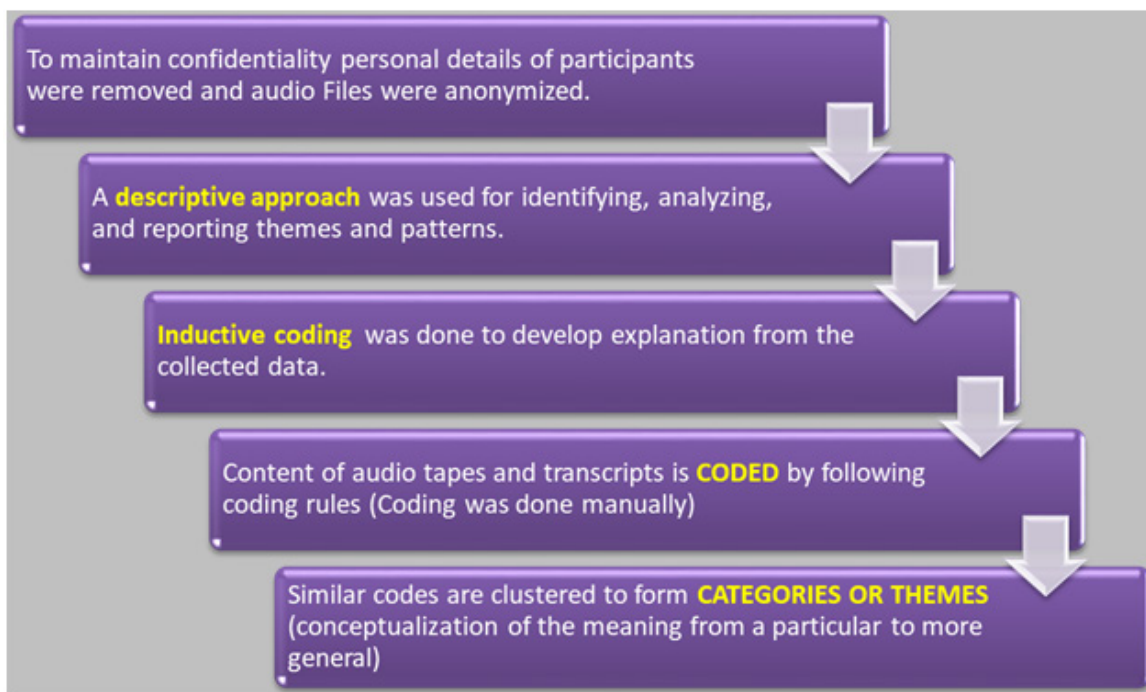 To maintain confidentiality personal details of participants
were removed and audio Files were anonymized.
A descriptive approach was used for identifying, analyzing,
and reporting themes and patterns.
Inductive coding was done to develop explanation from the
collected data.
Content of audio tapes and transcripts is CODED by following
coding rules (Coding was done manually)
Similar codes are clustered to form CATEGORIES OR THEMES
(conceptualization of the meaning from a particular to more
general)